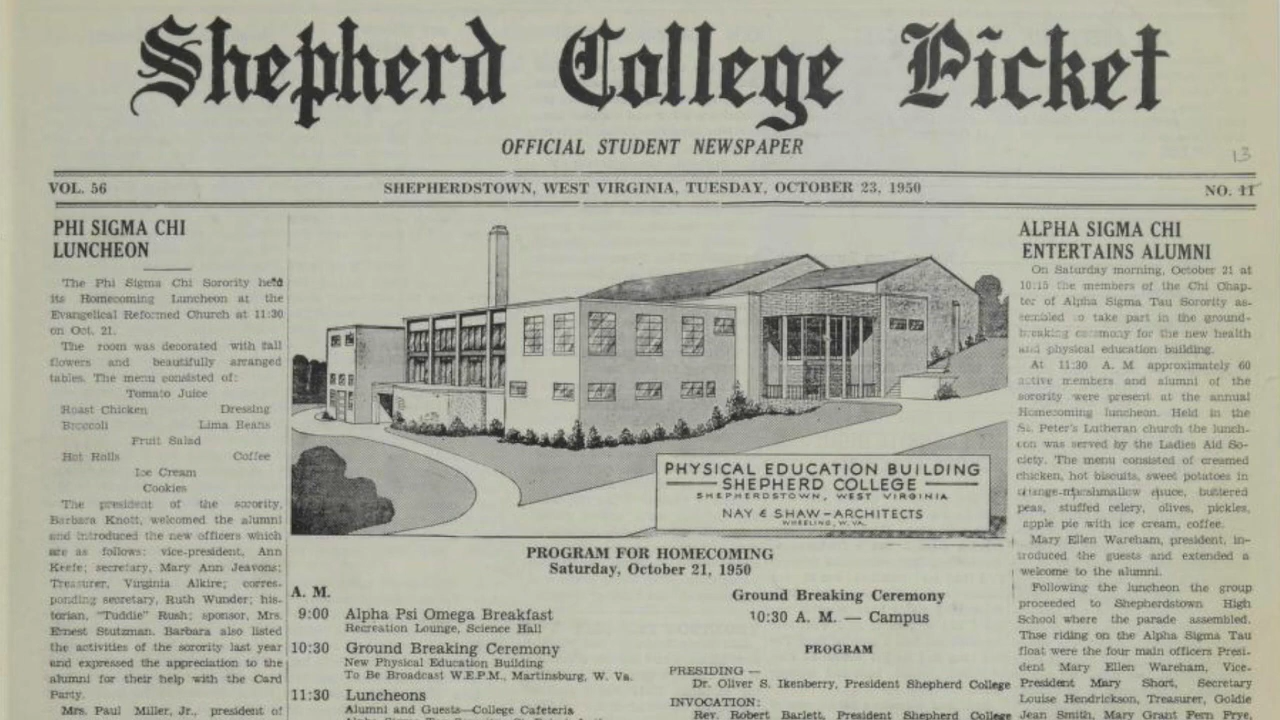 Shepherd College Picket
OFFICIAL STUDENT NEWSPAPER
13
VOL. 56
SHEPHERDSTOWN, WEST VIRGINIA, TUESDAY, OCTOBER 23, 1950
NO. 11
PHI SIGMA CHI
LUNCHEON
The Phi Sigma Chi Sorority held
its Homecoming Luncheon at the
Evangelical Reformed Church at 11:30
on Oct. 21.
The room was decorated with fall
flowers and beautifully arranged
tables. The menu consisted of:
Tomato Juice
Roast Chicken Dressing
Broccoli Lima Beans
Fruit Salad
Hot Rolls Coffee
Ice Cream
Cookies
The president of the sorority,
Barbara Knott, welcomed the alumni
and introduced the new officers which
are as follows: vice-president, Ann
Keefe; secretary, Mary Ann Jeavons;
Treasurer, Virginia Alkire; corres-
ponding secretary, Ruth Wunder; his-
torian, "Tuddie" Rush; sponsor, Mrs.
Ernest Stutzman. Barbara also listed
the activities of the sorority last year
and expressed the appreciation to the
alumni for their help with the Card
Party.
Mrs. Paul Miller, Jr., president of
PHYSICAL EDUCATION BUILDING
SHEPHERD COLLEGE
SHEPHERDSTOWN, WEST VIRGINIA
NAY & SHAW-ARCHITECTS
WHEELING, W. VA.
PROGRAM FOR HOMECOMING
Saturday, October 21, 1950
A. M.
9:00 Alpha Psi Omega Breakfast
Recreation Lounge, Science Hall
10:30 Ground Breaking Ceremony
New Physical Education Building
To Be Broadcast W.E.P.M., Martinsburg, W. Va.
11:30 Luncheons
Alumni and Guests—College Cafeteria
Ground Breaking Ceremony
10:30 A. M. — Campus
PROGRAM
PRESIDING —
Dr. Oliver S. Ikenberry, President Shepherd College
INVOCATION:
Rev. Robert Barlett, President Shepherd College
ALPHA SIGMA CHI
ENTERTAINS ALUMNI
On Saturday morning, October 21 at
10:15 the members of the Chi Chap-
ter of Alpha Sigma Tau Sorority as-
sembled to take part in the ground-
breaking ceremony for the new health
and physical education building.
At 11:30 A. M. approximately 60
active members and alumni of the
sorority were present at the annual
Homecoming luncheon. Held in the
St. Peter's Lutheran church the lunch-
eon was served by the Ladies Aid So-
ciety. The menu consisted of creamed
chicken, hot biscuits, sweet potatoes in
buttered
peas, stuffed celery, olives, pickles,
apple pie with ice cream, coffee.
Mary Ellen Wareham, president, in-
troduced the guests and extended a
welcome to the alumni.
Following the luncheon the group
proceeded to Shepherdstown High
School where the parade assembled.
Thse riding on the Alpha Sigma Tau
float were the four main officers Presi-
dent Mary Ellen Wareham, Vice-
President Mary Short, Secretary
Louise Hendrickson, Treasurer, Goldie
Jean Smith, Mary Grant Fenn Frye,